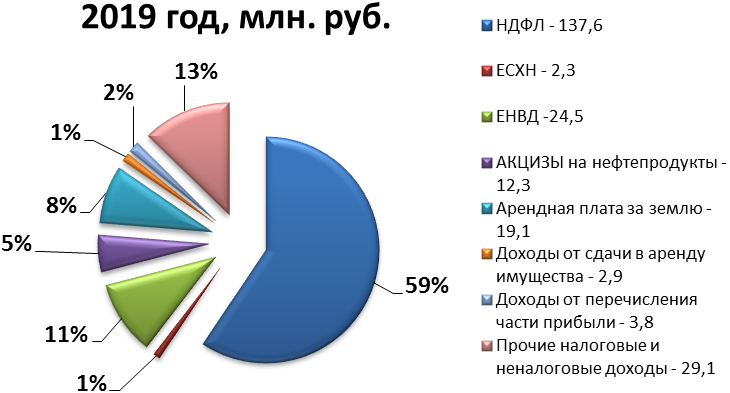 2019 год, млн. руб.
13%
2%
1%
8%
5%
11%
1%
59%
НДФЛ - 137,6
ЕСХН - 2,3
ЕНВД -24,5
АКЦИЗЫ на нефтепродукты -
12,3
Арендная плата за землю -
19,1
Доходы от сдачи в аренду
имущества - 2,9
Доходы от перечисления
части прибыли - 3,8
Прочие налоговые и
неналоговые доходы - 29,1